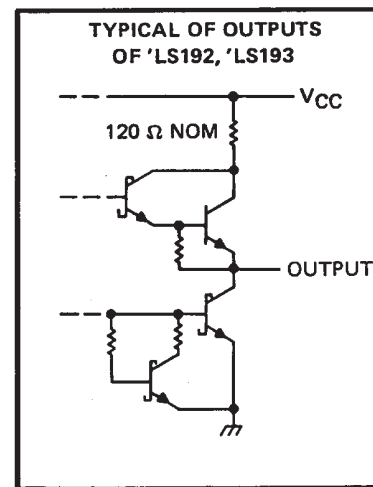 TYPICAL OF OUTPUTS
OF 'LS192, 'LS193
VCC
120 Ω NOM
OUTPUT